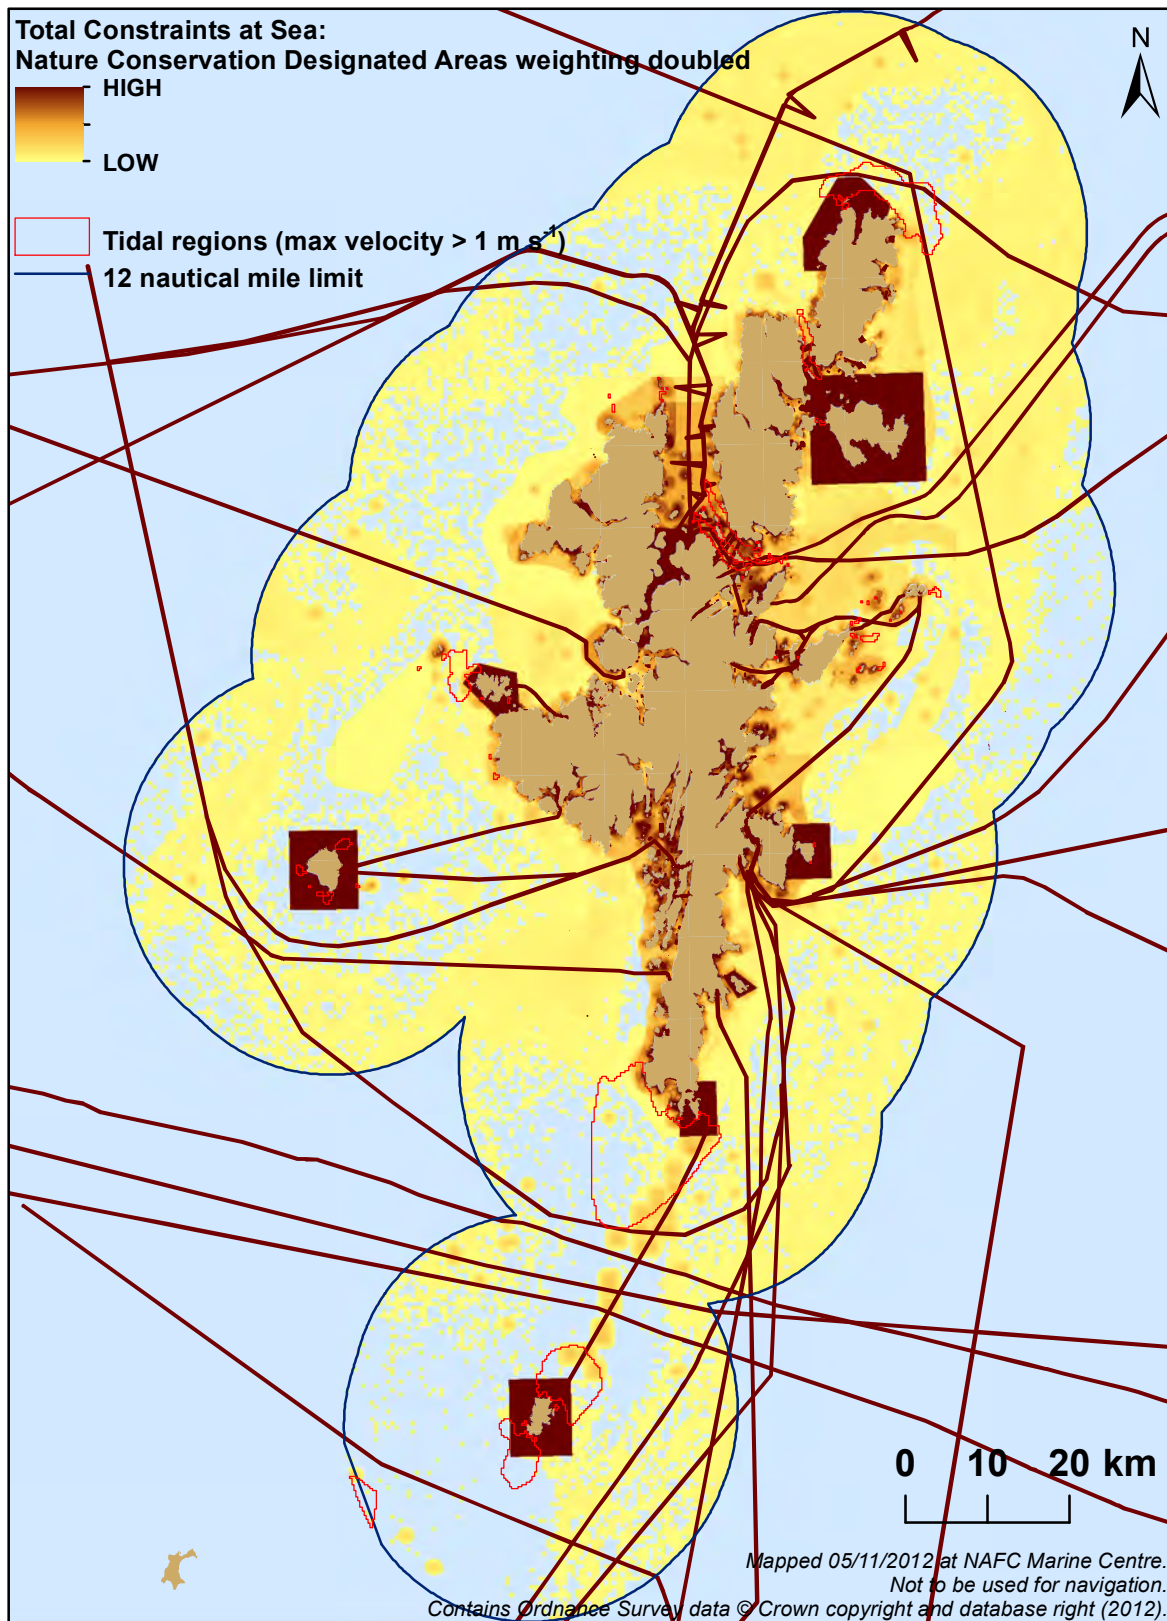 Total Constraints at Sea:
Nature Conservation Designated Areas weighting doubled
HIGH
LOW
N
Tidal regions (max velocity > 1 m s⁻¹)
12 nautical mile limit
0 10 20 km
Mapped 05/11/2012 at NAFC Marine Centre.
Not to be used for navigation.
Contains Ordnance Survey data © Crown copyright and database right (2012)